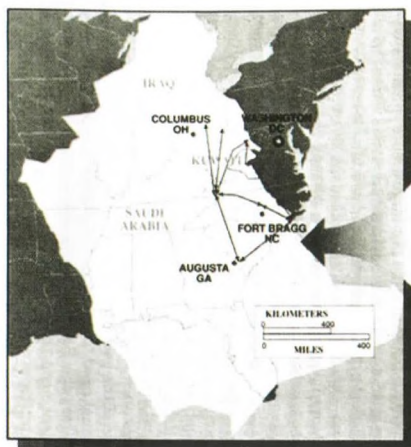 IRAQ
COLUMBUS
OH
WASHINGTON
DC
KUWAIT
SAUDI
ARABIA
FORT BRAGG
NC
AUGUSTA
GA
KILOMETERS
0 400
0 400
MILES